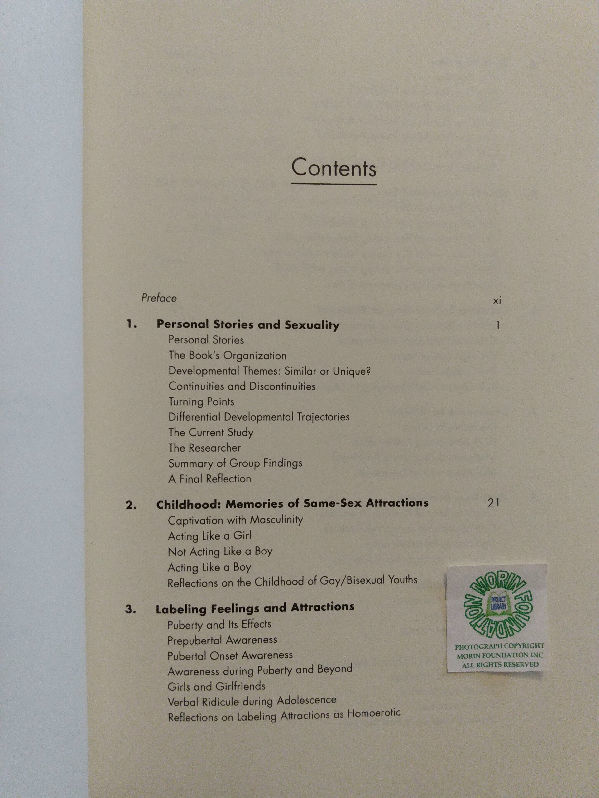 Contents
Preface xi
1. Personal Stories and Sexuality 1
Personal Stories
The Book's Organization
Developmental Themes: Similar or Unique?
Continuities and Discontinuities
Turning Points
Differential Developmental Trajectories
The Current Study
The Researcher
Summary of Group Findings
A Final Reflection
2. Childhood: Memories of Same-Sex Attractions 21
Captivation with Masculinity
Acting Like a Girl
Not Acting Like a Boy
Acting Like a Boy
Reflections on the Childhood of Gay/Bisexual Youths
3. Labeling Feelings and Attractions
Puberty and Its Effects
Prepubertal Awareness
Pubertal Onset Awareness
Awareness during Puberty and Beyond
Girls and Girlfriends
Verbal Ridicule during Adolescence
Reflections on Labeling Attractions as Homoerotic
MORIN FOUNDATION
LIBRARY
PHOTOGRAPH COPYRIGHT
MORIN FOUNDATION INC
ALL RIGHTS RESERVED